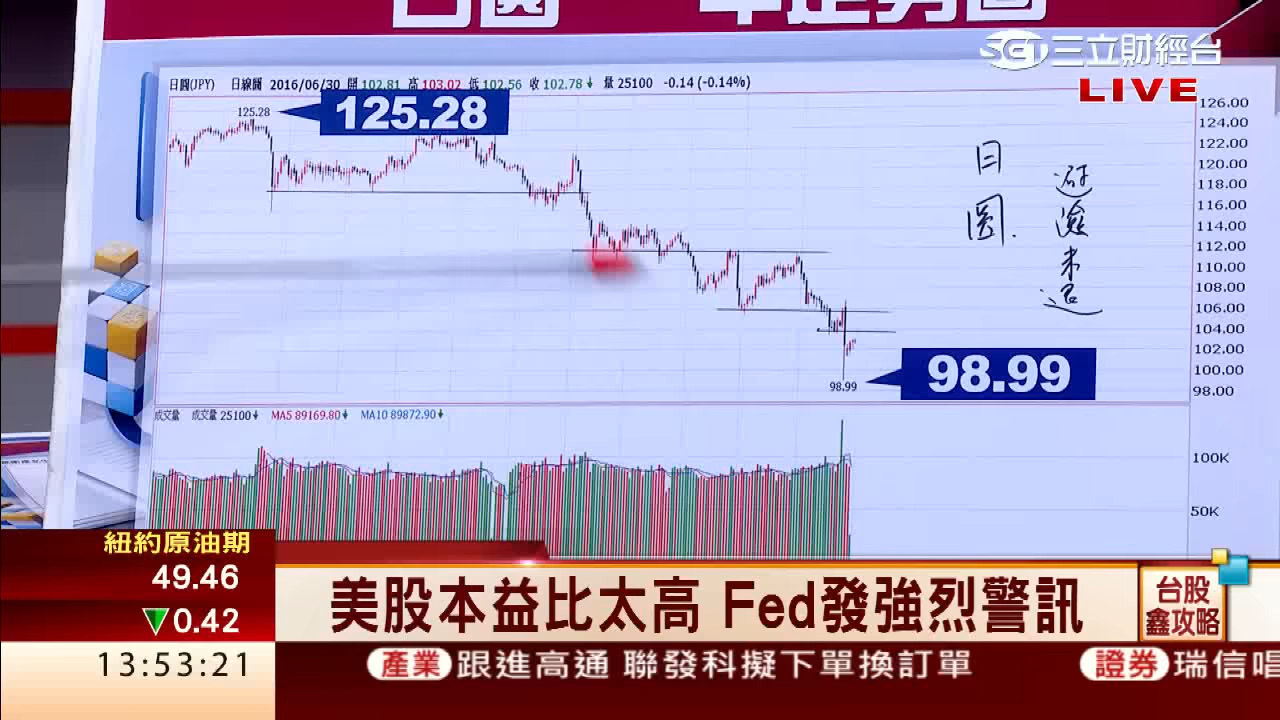 三立財經台
LIVE
日圓(JPY) 日線圖 2016/06/30 開 102.81 高 103.02 低 102.56 收 102.78↓ 量 25100 -0.14 (-0.14%)
125.28
125.28
126.00
124.00
122.00
120.00
118.00
116.00
114.00
112.00
110.00
108.00
106.00
104.00
102.00
100.00
98.00
日圓
避險未退
98.99
98.99
成交量 成交量 25100↓ MA5 89169.80↓ MA10 89872.90↓
100K
50K
紐約原油期
49.46
▼0.42
13:53:21
美股本益比太高 Fed發強烈警訊
台股
鑫攻略
產業 跟進高通 聯發科擬下單換訂單 證券 瑞信唱